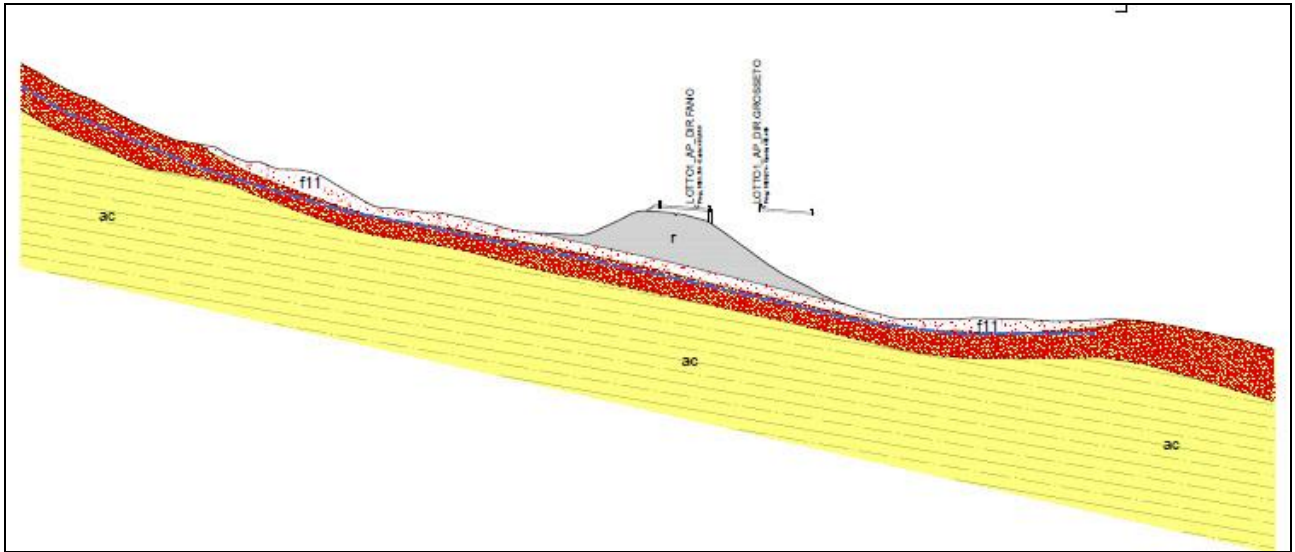 LOTTO1_AP_DIR.FANO
LOTTO1_AP_DIR.GROSSETO
f11
ac
r
f11
ac
ac